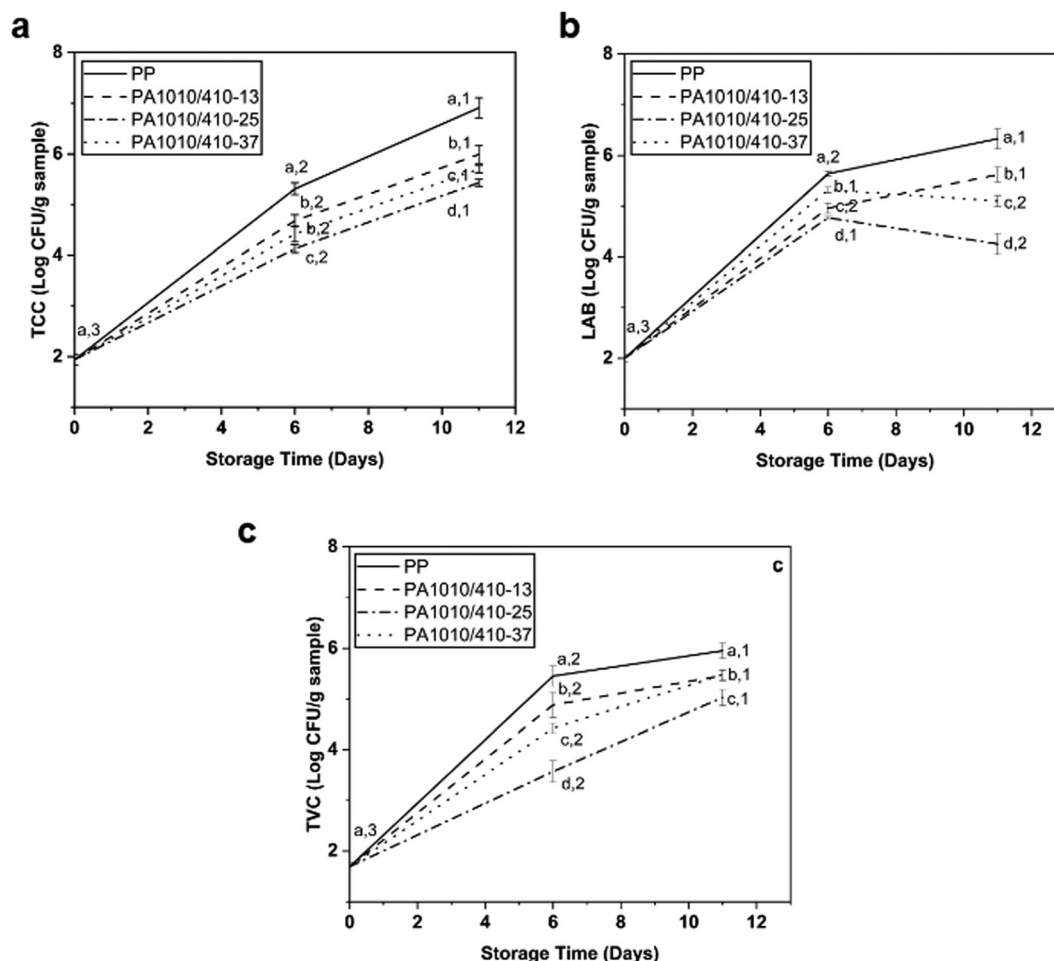 a
8
6
4
2
TCC (Log CFU/g sample)
PP
PA1010/410-13
PA1010/410-25
PA1010/410-37
a,3
a,2
b,2
b,2
c,2
a,1
b,1
c,1
d,1
0 2 4 6 8 10 12
Storage Time (Days)
b
8
6
4
2
LAB (Log CFU/g sample)
PP
PA1010/410-13
PA1010/410-25
PA1010/410-37
a,3
a,2
b,1
c,2
d,1
a,1
b,1
c,2
d,2
0 2 4 6 8 10 12
Storage Time (Days)
c
8
6
4
2
TVC (Log CFU/g sample)
PP
PA1010/410-13
PA1010/410-25
PA1010/410-37
c
a,3
a,2
b,2
c,2
d,2
a,1
b,1
c,1
0 2 4 6 8 10 12
Storage Time (Days)